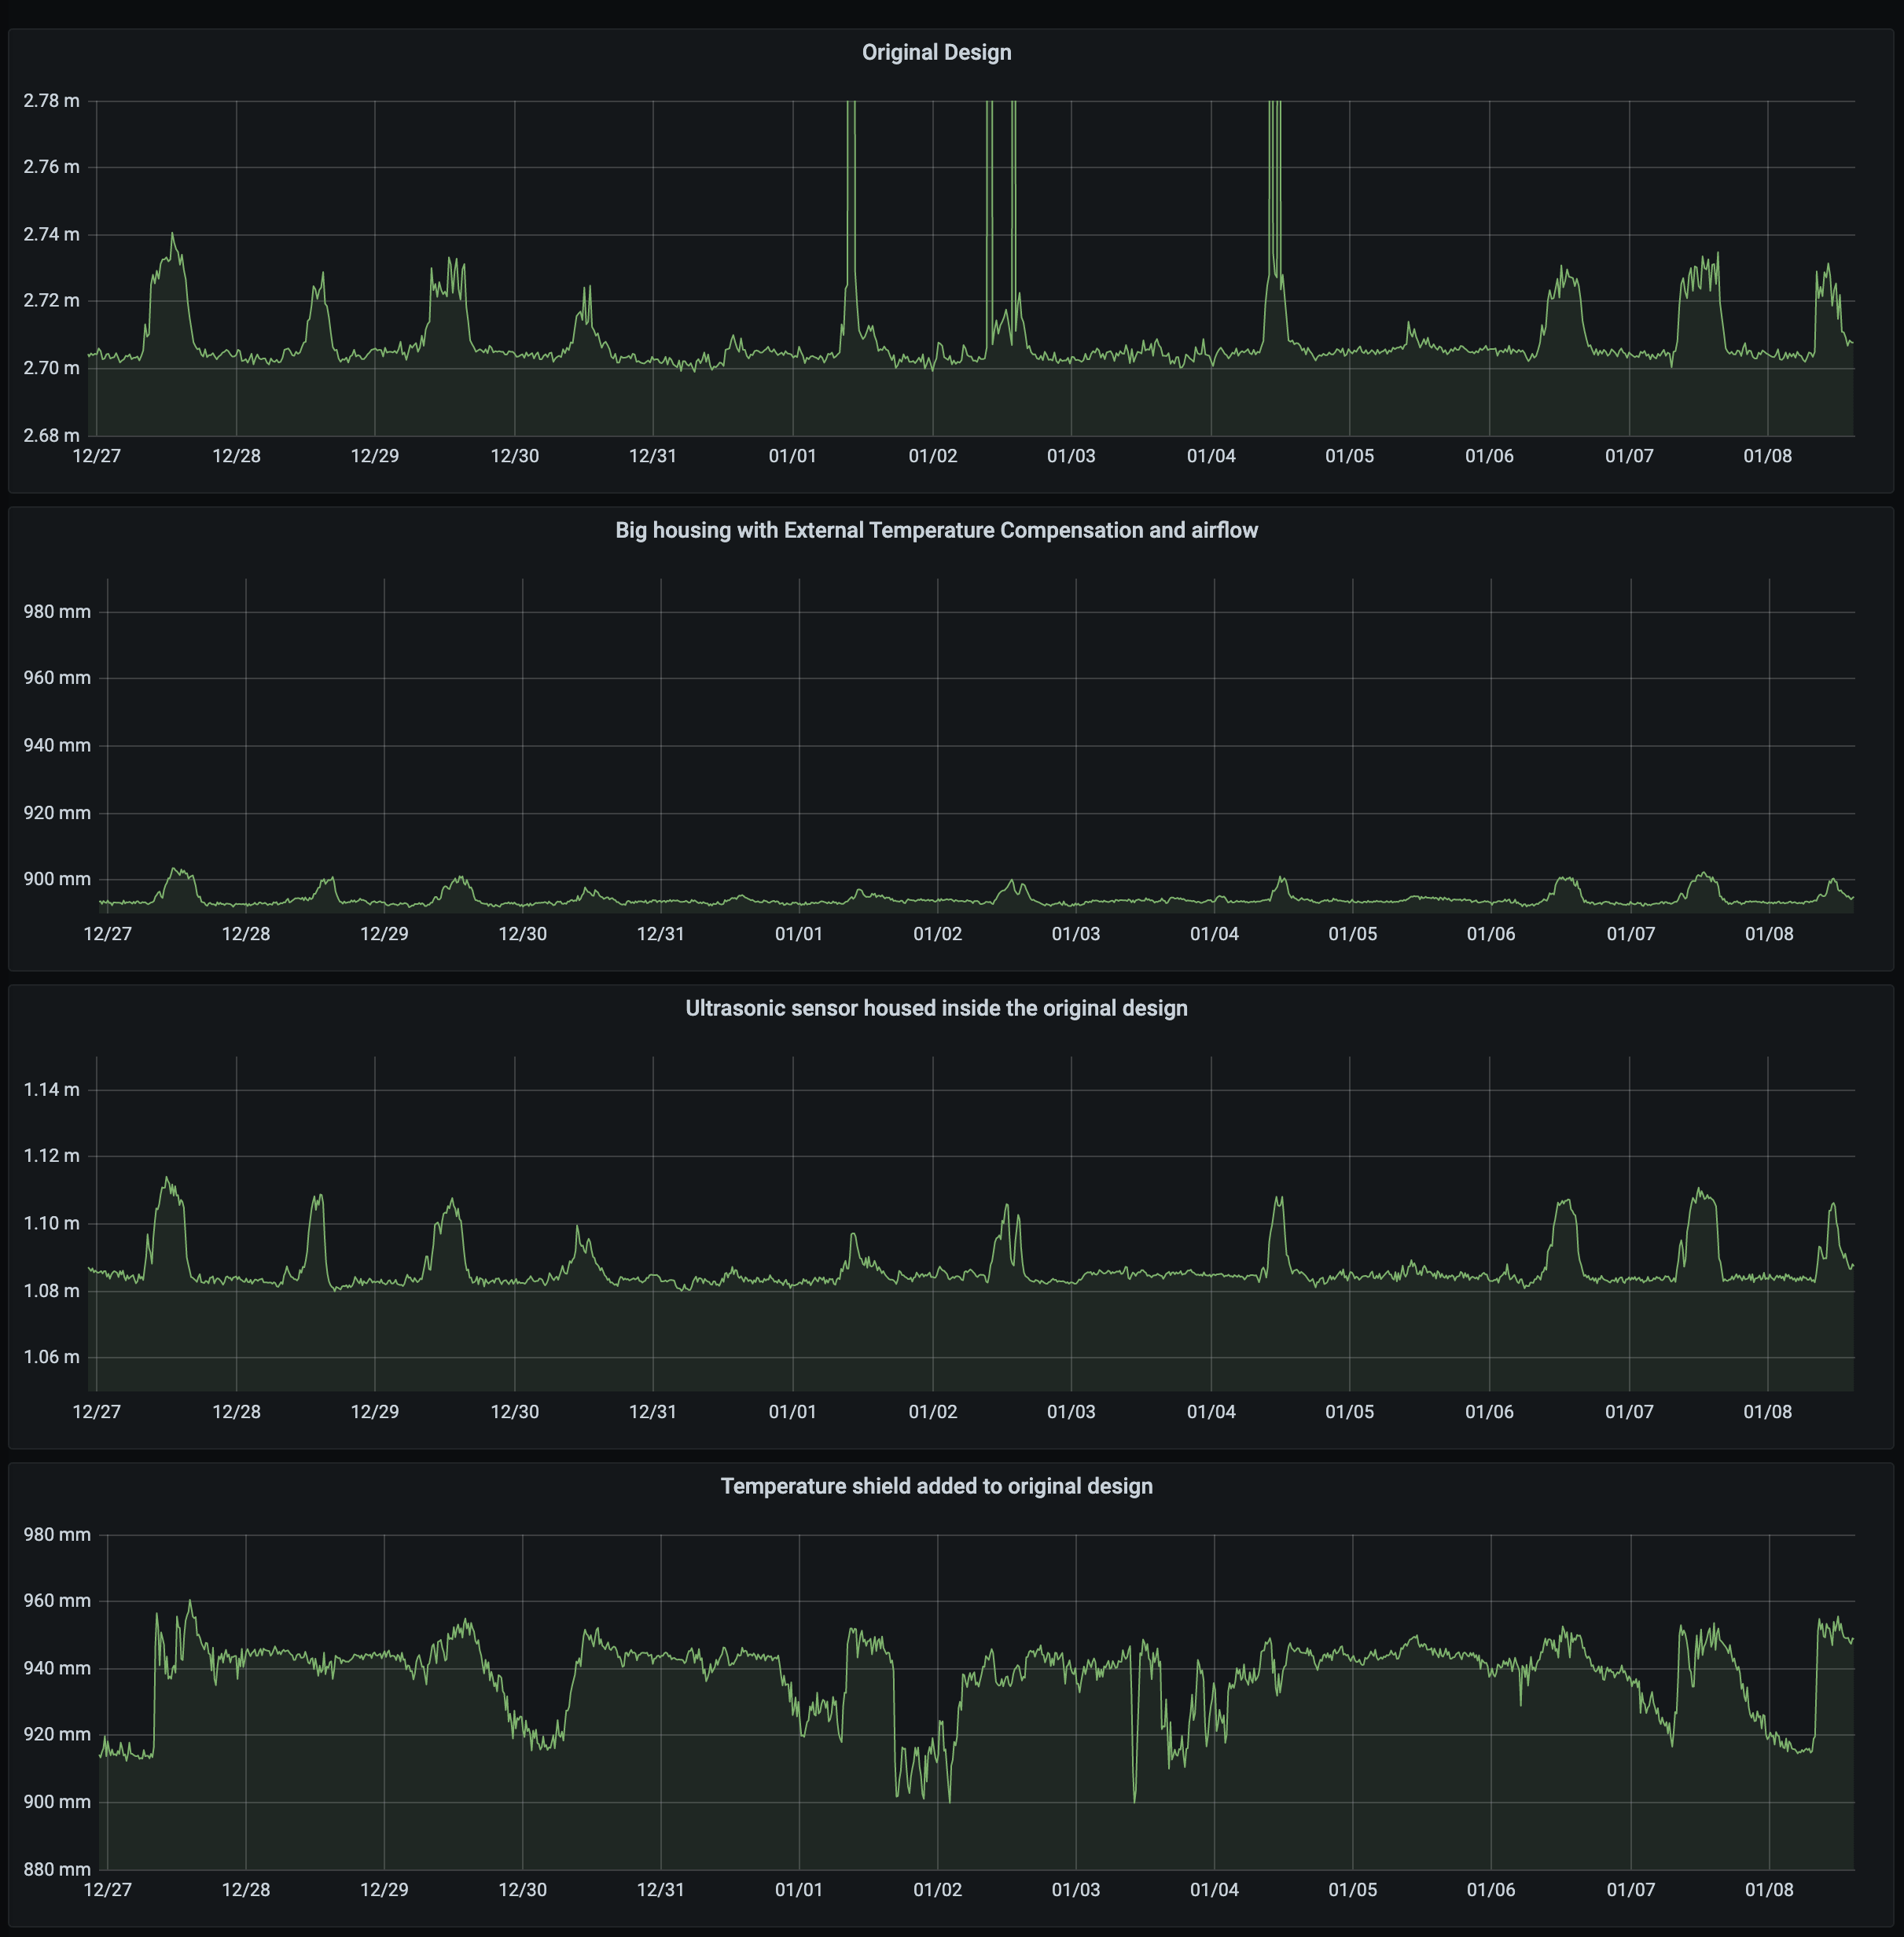 Original Design
2.78 m
2.76 m
2.74 m
2.72 m
2.70 m
2.68 m
12/27 12/28 12/29 12/30 12/31 01/01 01/02 01/03 01/04 01/05 01/06 01/07 01/08
Big housing with External Temperature Compensation and airflow
980 mm
960 mm
940 mm
920 mm
900 mm
12/27 12/28 12/29 12/30 12/31 01/01 01/02 01/03 01/04 01/05 01/06 01/07 01/08
Ultrasonic sensor housed inside the original design
1.14 m
1.12 m
1.10 m
1.08 m
1.06 m
12/27 12/28 12/29 12/30 12/31 01/01 01/02 01/03 01/04 01/05 01/06 01/07 01/08
Temperature shield added to original design
980 mm
960 mm
940 mm
920 mm
900 mm
880 mm
12/27 12/28 12/29 12/30 12/31 01/01 01/02 01/03 01/04 01/05 01/06 01/07 01/08